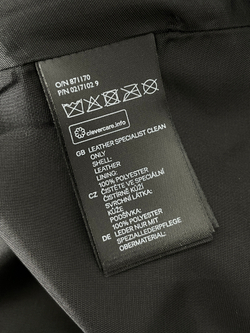 O/N 871170
P/N 0217102 9
clevercare.info
GB LEATHER SPECIALIST CLEAN
ONLY
SHELL:
LEATHER
LINING:
100% POLYESTER
CZ ČISTĚTE VE SPECIÁLNÍ
ČISTÍRNĚ KŮŽÍ
SVRCHNÍ LÁTKA:
KŮŽE
PODŠÍVKA:
100% POLYESTER
DE LEDER NUR MIT
SPEZIALLEDERPFLEGE
OBERMATERIAL: